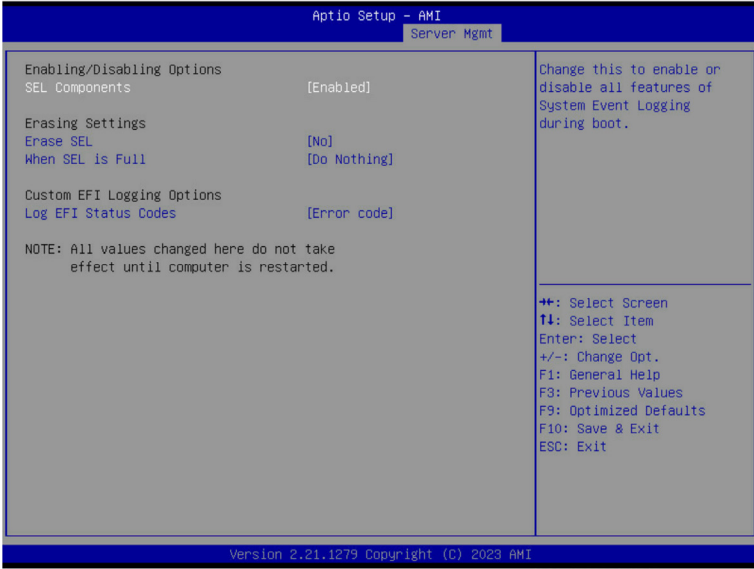 Aptio Setup – AMI
Server Mgmt
Enabling/Disabling Options
SEL Components [Enabled]
Erasing Settings
Erase SEL [No]
When SEL is Full [Do Nothing]
Custom EFI Logging Options
Log EFI Status Codes [Error code]
NOTE: All values changed here do not take
effect until computer is restarted.
Change this to enable or
disable all features of
System Event Logging
during boot.
→←: Select Screen
↑↓: Select Item
Enter: Select
+/-: Change Opt.
F1: General Help
F3: Previous Values
F9: Optimized Defaults
F10: Save & Exit
ESC: Exit
Version 2.21.1279 Copyright (C) 2023 AMI